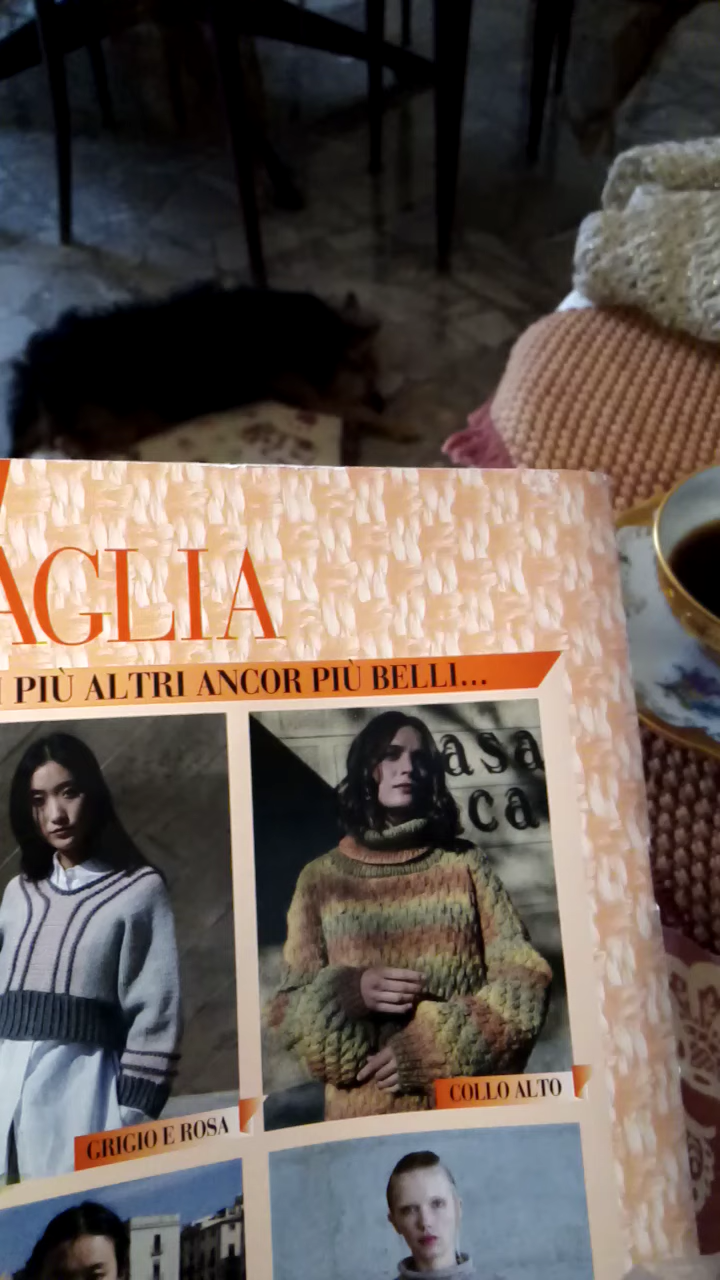 AGLIA
PIÙ ALTRI ANCOR PIÙ BELLI...
asa
ca
GRIGIO E ROSA
COLLO ALTO